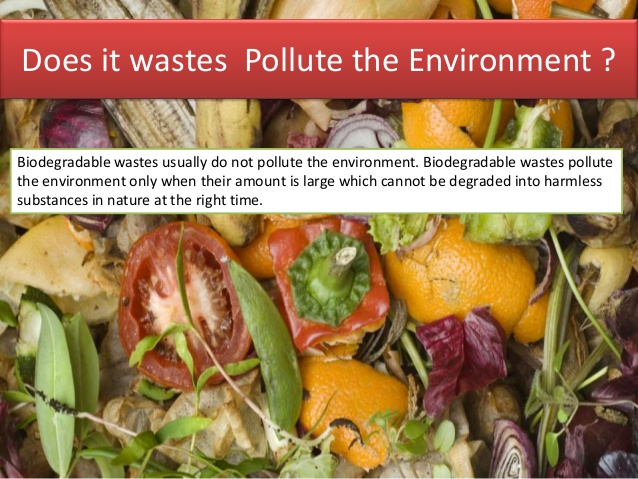 Does it wastes  Pollute the Environment ?
Biodegradable wastes usually do not pollute the environment. Biodegradable wastes pollute
the environment only when their amount is large which cannot be degraded into harmless
substances in nature at the right time.